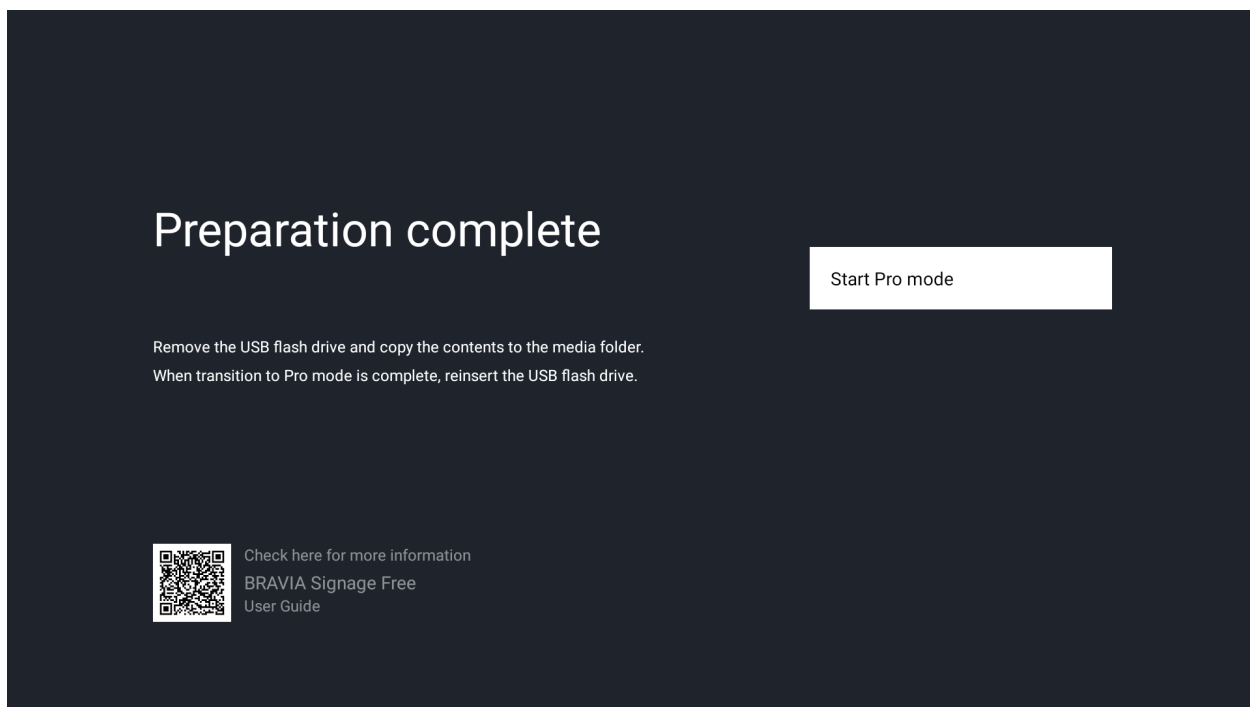 Preparation complete
Start Pro mode
Remove the USB flash drive and copy the contents to the media folder.
When transition to Pro mode is complete, reinsert the USB flash drive.
Check here for more information
BRAVIA Signage Free
User Guide